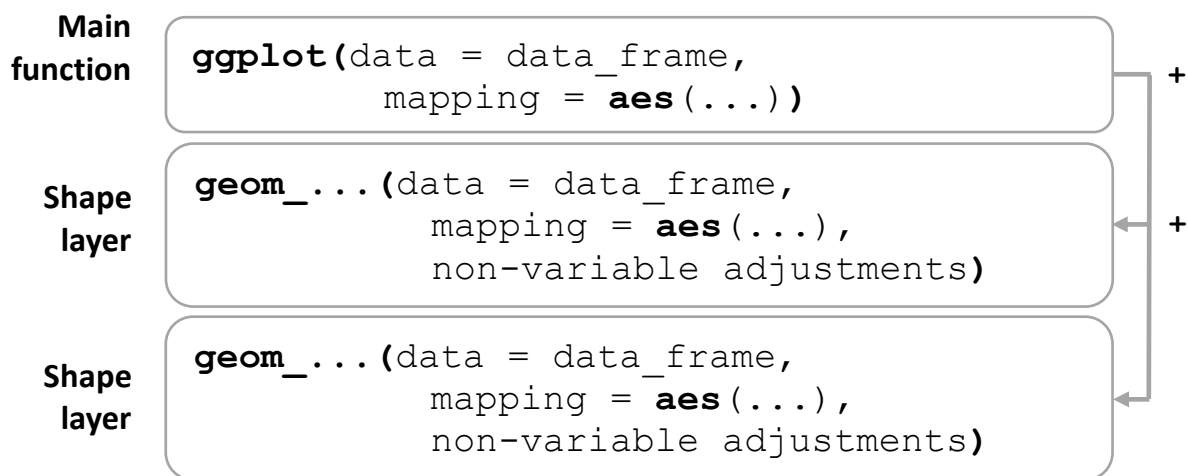 Main
function
ggplot(data = data_frame,
mapping = aes(...))
+
Shape
layer
geom_...(data = data_frame,
mapping = aes(...),
non-variable adjustments)
+
Shape
layer
geom_...(data = data_frame,
mapping = aes(...),
non-variable adjustments)